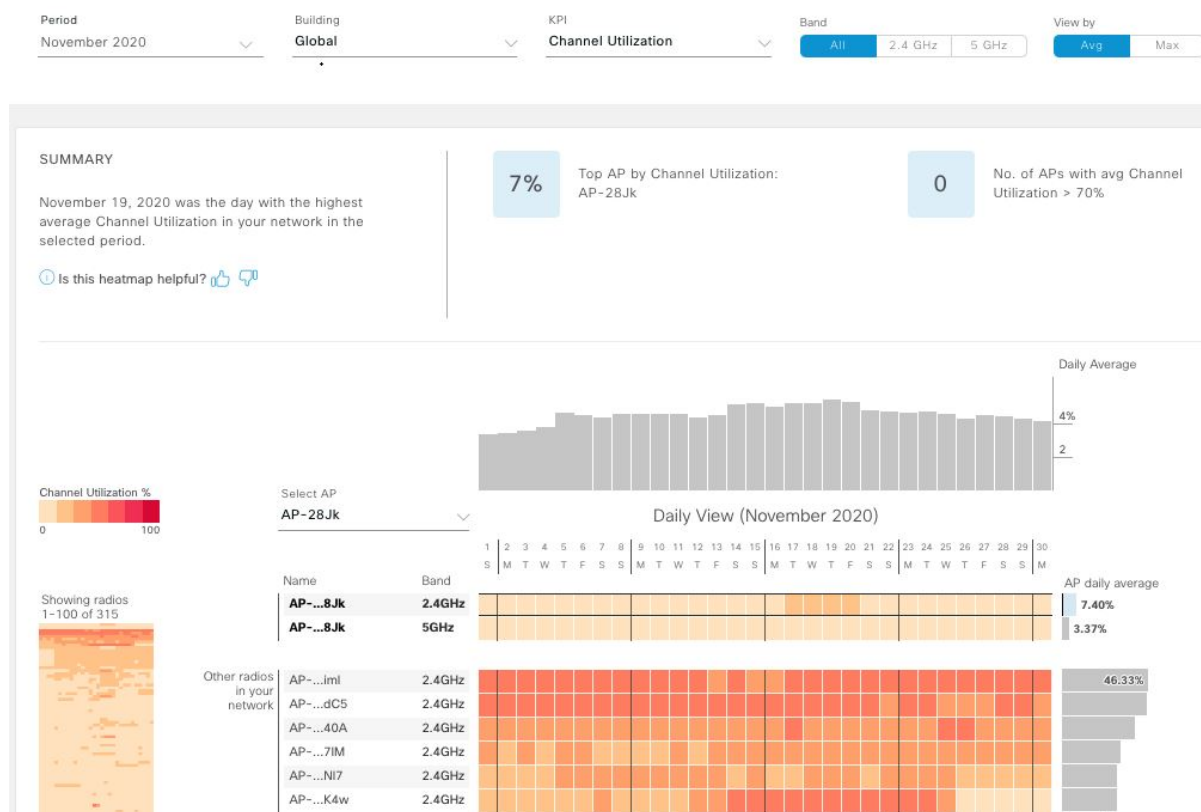 Period
Building
KPI
Band
View by
November 2020
Global
Channel Utilization
All
2.4 GHz
5 GHz
Avg
Max
SUMMARY
November 19, 2020 was the day with the highest
average Channel Utilization in your network in the
selected period.
Is this heatmap helpful?
7%
Top AP by Channel Utilization:
AP-28Jk
0
No. of APs with avg Channel
Utilization > 70%
Daily Average
4%
2
Channel Utilization %
0
100
Select AP
AP-28Jk
Daily View (November 2020)
1 2 3 4 5 6 7 8 9 10 11 12 13 14 15 16 17 18 19 20 21 22 23 24 25 26 27 28 29 30
S M T W T F S S M T W T F S S M T W T F S S M T W T F S S M
Name
Band
AP daily average
Showing radios
1-100 of 315
AP-...8Jk 2.4GHz 7.40%
AP-...8Jk 5GHz 3.37%
Other radios
in your
network
AP-...iml 2.4GHz 46.33%
AP-...dC5 2.4GHz
AP-...40A 2.4GHz
AP-...7IM 2.4GHz
AP-...NI7 2.4GHz
AP-...K4w 2.4GHz